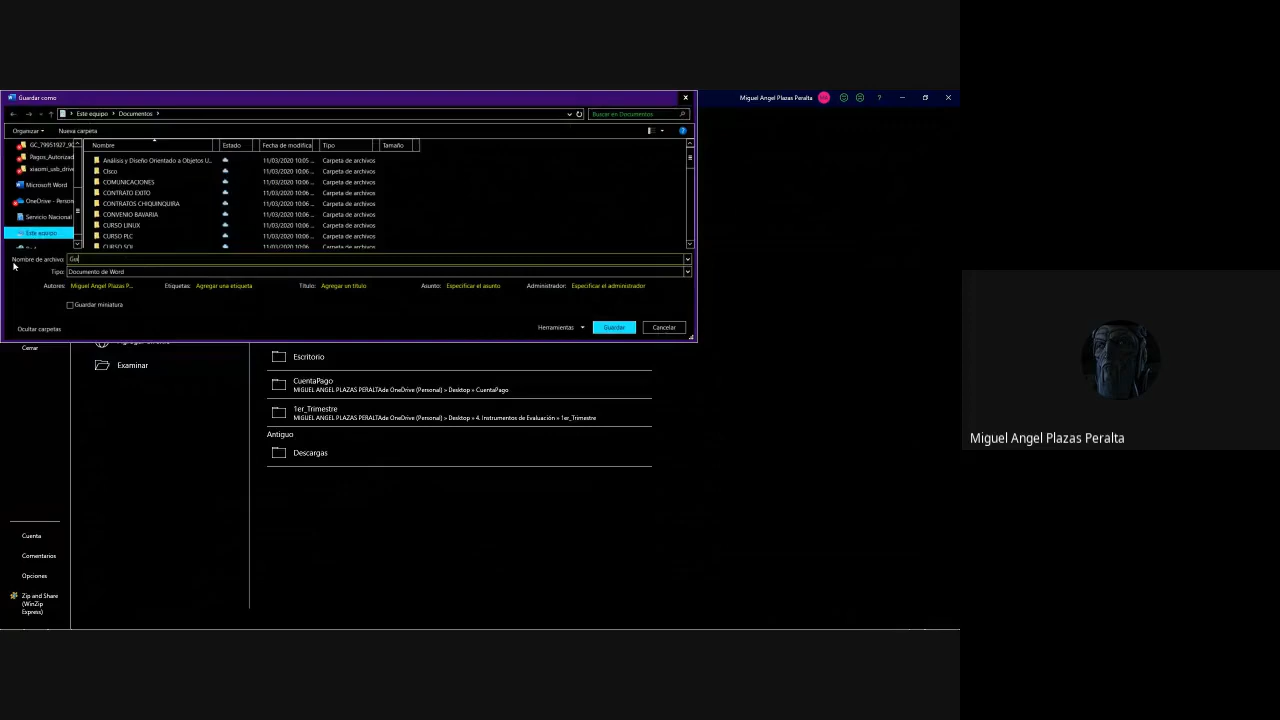 Guardar como
Miguel Angel Plazas Peralta
?
Este equipo > Documentos >
Buscar en Documentos
Organizar
Nueva carpeta
Nombre
Estado
Fecha de modifica
Tipo
Tamaño
GC_79951927_90
Pagos_Autorizad
xiaomi_usb_drive
Microsoft Word
OneDrive - Person
Servicio Nacional
Este equipo
Análisis y Diseño Orientado a Objetos U... 11/03/2020 10:05 ... Carpeta de archivos
CIsco 11/03/2020 10:06 ... Carpeta de archivos
COMUNICACIONES 11/03/2020 10:06 ... Carpeta de archivos
CONTRATO EXITO 11/03/2020 10:06 ... Carpeta de archivos
CONTRATOS CHIQUINQUIRA 11/03/2020 10:06 ... Carpeta de archivos
CONVENIO BAVARIA 11/03/2020 10:06 ... Carpeta de archivos
CURSO LINUX 11/03/2020 10:06 ... Carpeta de archivos
CURSO PLC 11/03/2020 10:06 ... Carpeta de archivos
CURSO SQL 11/03/2020 10:06 ... Carpeta de archivos
Nombre de archivo: Gui
Tipo: Documento de Word
Autores: Miguel Angel Plazas P...
Etiquetas: Agregar una etiqueta
Título: Agregar un título
Asunto: Especificar el asunto
Administrador: Especificar el administrador
Guardar miniatura
Ocultar carpetas
Herramientas
Guardar
Cancelar
Cerrar
Examinar
Escritorio
CuentaPago
MIGUEL ANGEL PLAZAS PERALTAde OneDrive (Personal) » Desktop » CuentaPago
1er_Trimestre
MIGUEL ANGEL PLAZAS PERALTAde OneDrive (Personal) » Desktop » 4. Instrumentos de Evaluación » 1er_Trimestre
Antiguo
Descargas
Cuenta
Comentarios
Opciones
Zip and Share
(WinZip
Express)
Miguel Angel Plazas Peralta